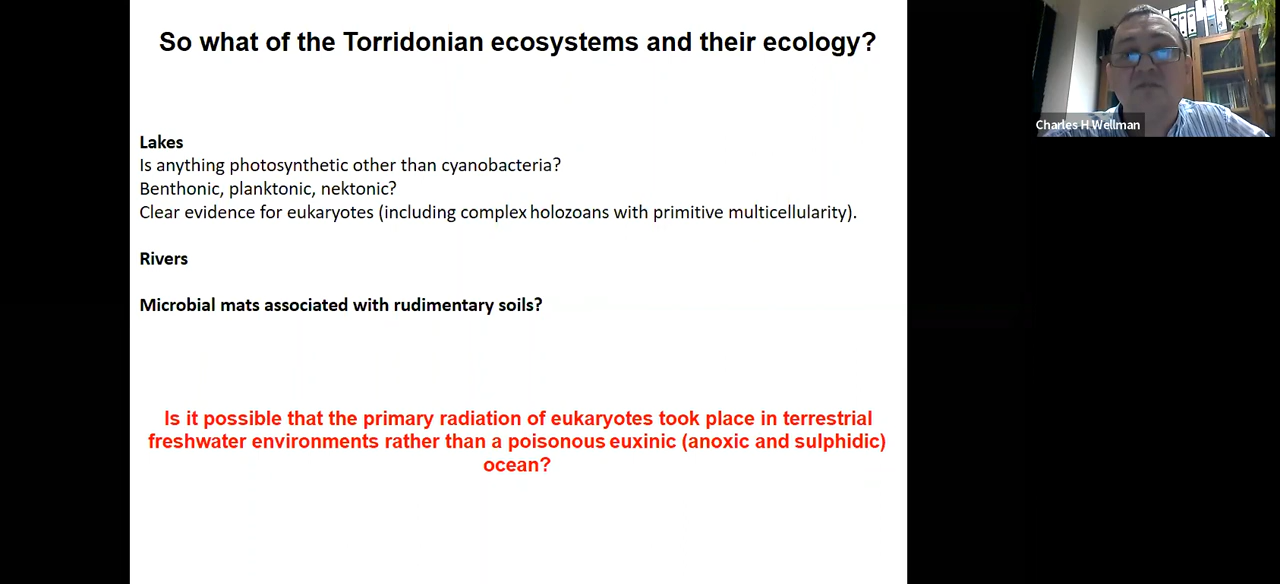 So what of the Torridonian ecosystems and their ecology?
Charles H Wellman
Lakes
Is anything photosynthetic other than cyanobacteria?
Benthonic, planktonic, nektonic?
Clear evidence for eukaryotes (including complex holozoans with primitive multicellularity).
Rivers
Microbial mats associated with rudimentary soils?
Is it possible that the primary radiation of eukaryotes took place in terrestrial
freshwater environments rather than a poisonous euxinic (anoxic and sulphidic)
ocean?